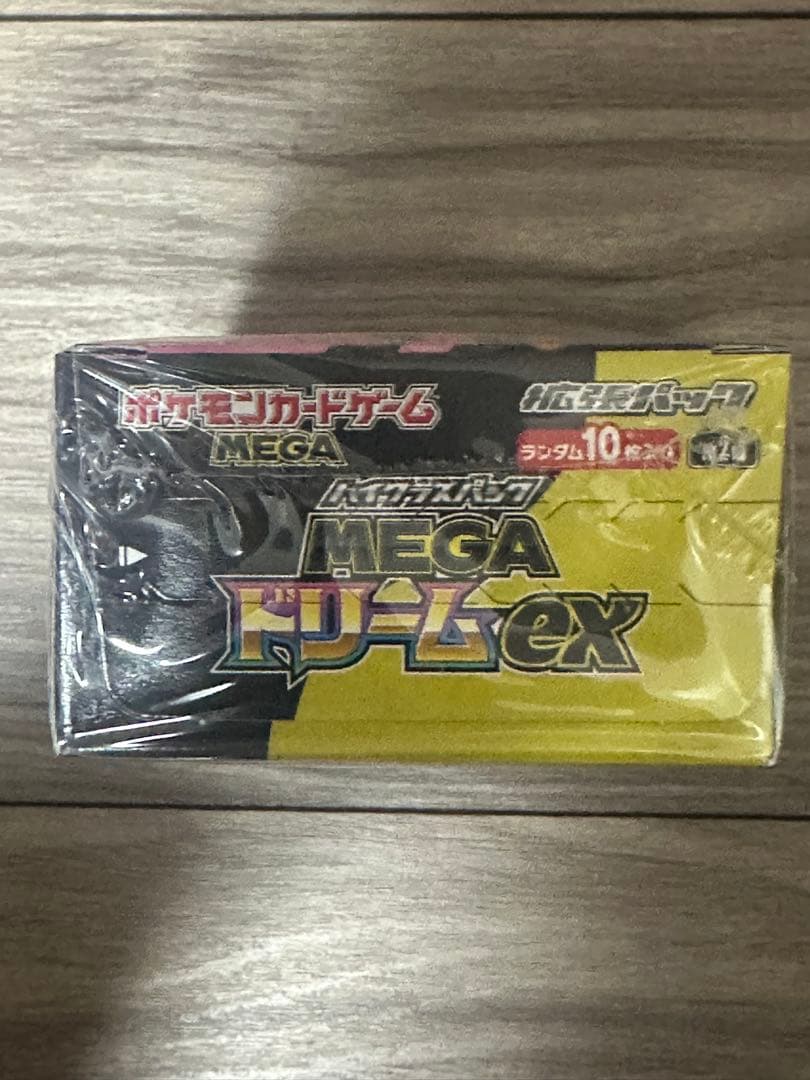 ポケモンカードゲーム
MEGA
拡張パック
ランダム10枚入り
ハイクラスパック
MEGA
ドリームex